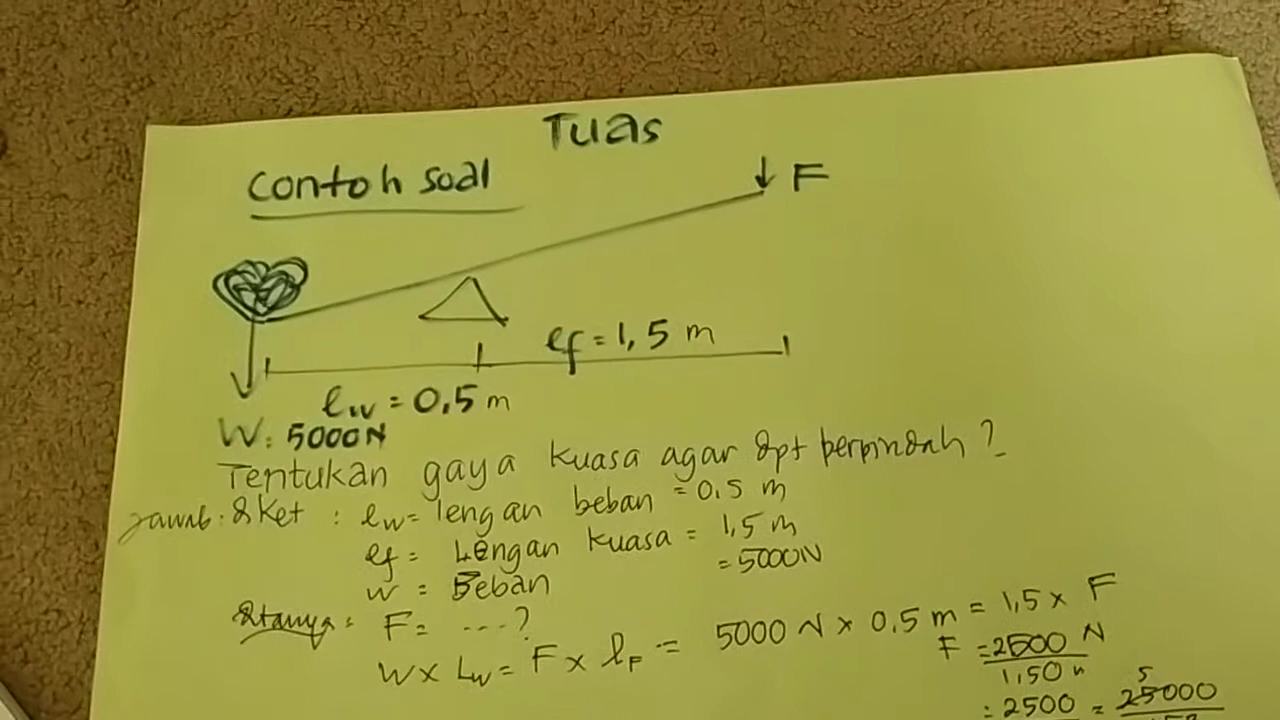 Tuas
Contoh soal
F
lf = 1,5 m
lw = 0,5 m
W: 5000N
Tentukan gaya kuasa agar dpt berpindah?
Jawab: dket : lw = lengan beban = 0,5 m
lf = Lengan kuasa = 1,5 m
w = Beban = 5000N
ditanya: F = ...?
W x Lw = F x lF = 5000 N x 0,5 m = 1,5 x F
F = 2500 N
1,50 m
5
= 2500 = 25000